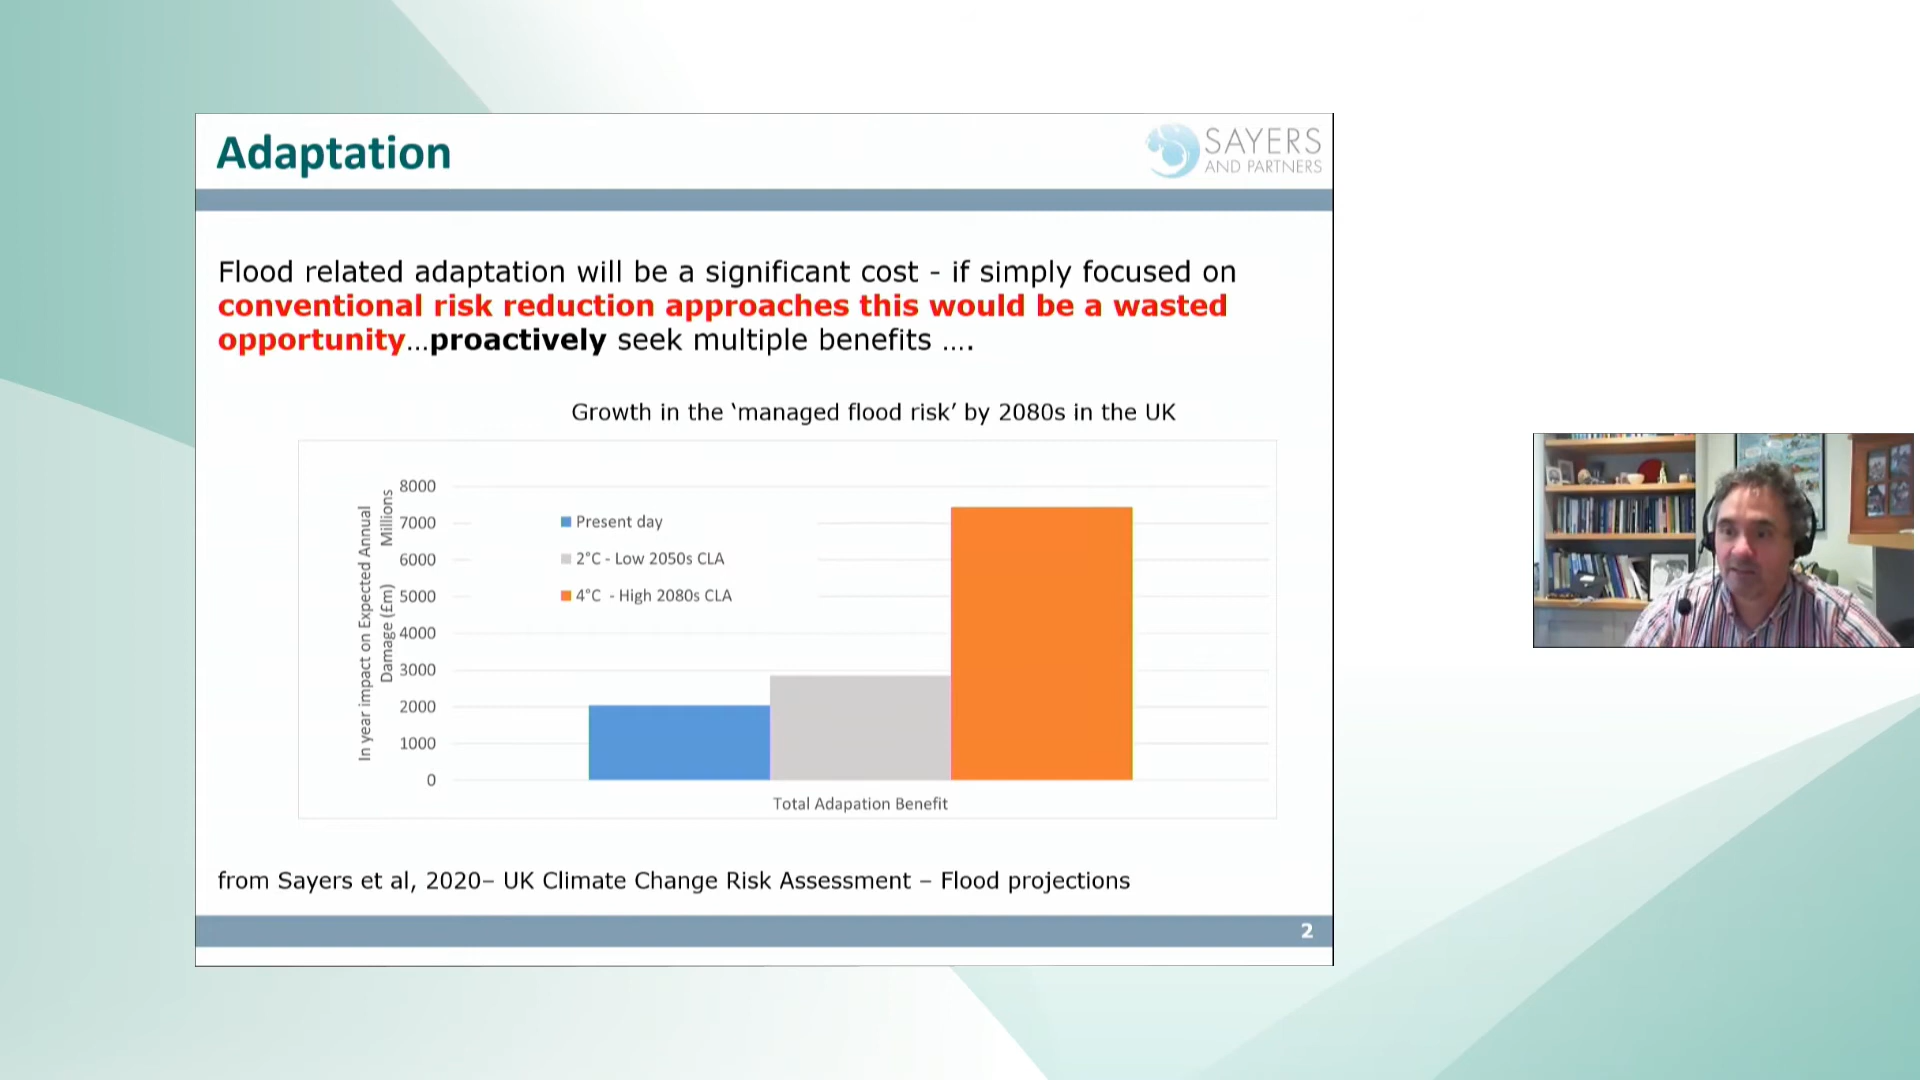 Adaptation
SAYERS
AND PARTNERS
Flood related adaptation will be a significant cost - if simply focused on
conventional risk reduction approaches this would be a wasted
opportunity...proactively seek multiple benefits ....
Growth in the ‘managed flood risk’ by 2080s in the UK
In year impact on Expected Annual
Damage (£m)
Millions
8000
7000
6000
5000
4000
3000
2000
1000
0
Present day
2°C - Low 2050s CLA
4°C - High 2080s CLA
Total Adapation Benefit
from Sayers et al, 2020– UK Climate Change Risk Assessment – Flood projections
2